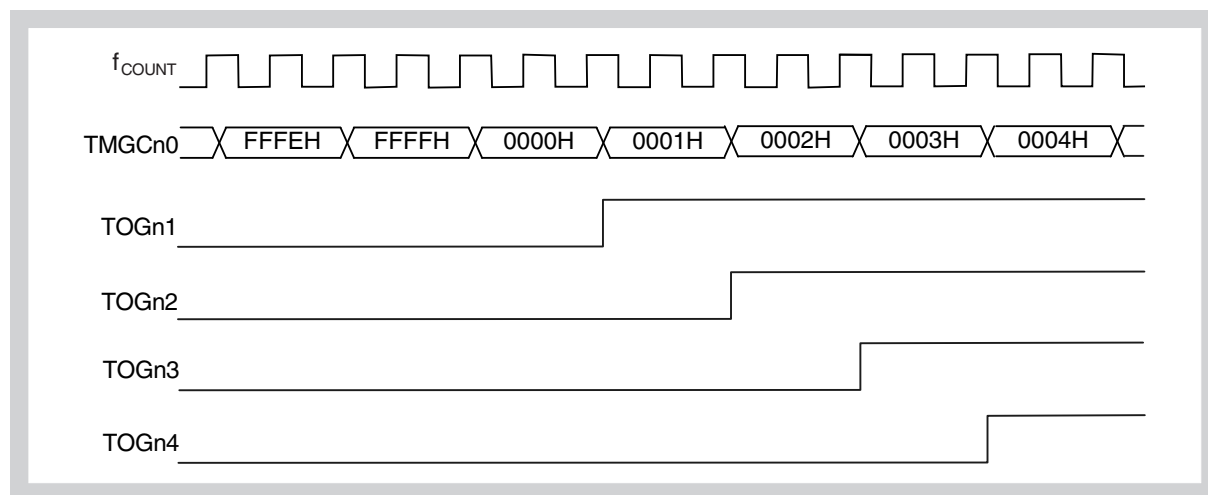 fCOUNT
TMGCn0 FFFEH FFFFH 0000H 0001H 0002H 0003H 0004H
TOGn1
TOGn2
TOGn3
TOGn4